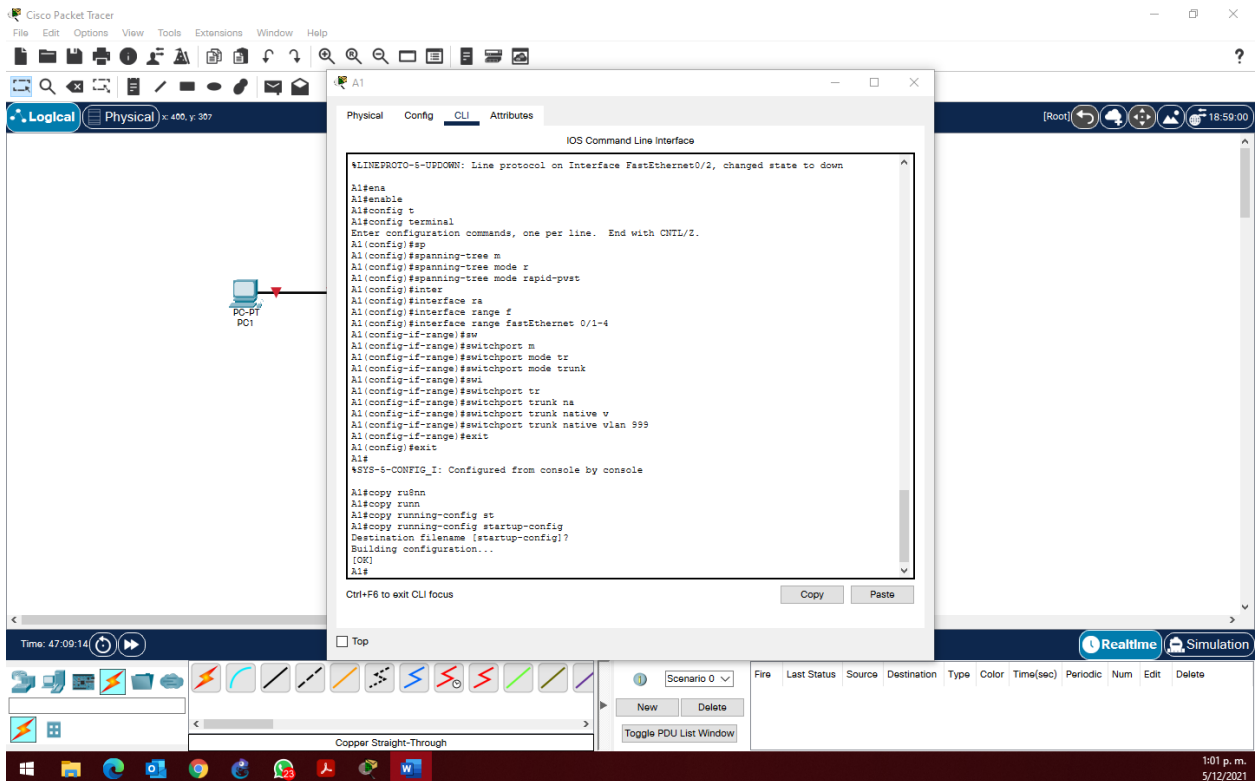 Cisco Packet Tracer
File Edit Options View Tools Extensions Window Help
?
A1
Logical Physical x: 400, y: 307
[Root] 18:59:00
Physical Config CLI Attributes
IOS Command Line Interface
%LINEPROTO-5-UPDOWN: Line protocol on Interface FastEthernet0/2, changed state to down
A1#ena
A1#enable
A1#config t
A1#config terminal
Enter configuration commands, one per line. End with CNTL/Z.
A1(config)#sp
A1(config)#spanning-tree m
A1(config)#spanning-tree mode r
A1(config)#spanning-tree mode rapid-pvst
A1(config)#inter
A1(config)#interface ra
A1(config)#interface range f
A1(config)#interface range fastEthernet 0/1-4
A1(config-if-range)#sw
A1(config-if-range)#switchport m
A1(config-if-range)#switchport mode tr
A1(config-if-range)#switchport mode trunk
A1(config-if-range)#swi
A1(config-if-range)#switchport tr
A1(config-if-range)#switchport trunk na
A1(config-if-range)#switchport trunk native v
A1(config-if-range)#switchport trunk native vlan 999
A1(config-if-range)#exit
A1(config)#exit
A1#
%SYS-5-CONFIG_I: Configured from console by console
A1#copy ru8nn
A1#copy runn
A1#copy running-config st
A1#copy running-config startup-config
Destination filename [startup-config]?
Building configuration...
[OK]
A1#
PC-PT
PC1
Ctrl+F6 to exit CLI focus
Copy Paste
Top
Time: 47:09:14
Realtime Simulation
Scenario 0
New Delete
Toggle PDU List Window
Fire Last Status Source Destination Type Color Time(sec) Periodic Num Edit Delete
Copper Straight-Through
23
1:01 p. m.
5/12/2021